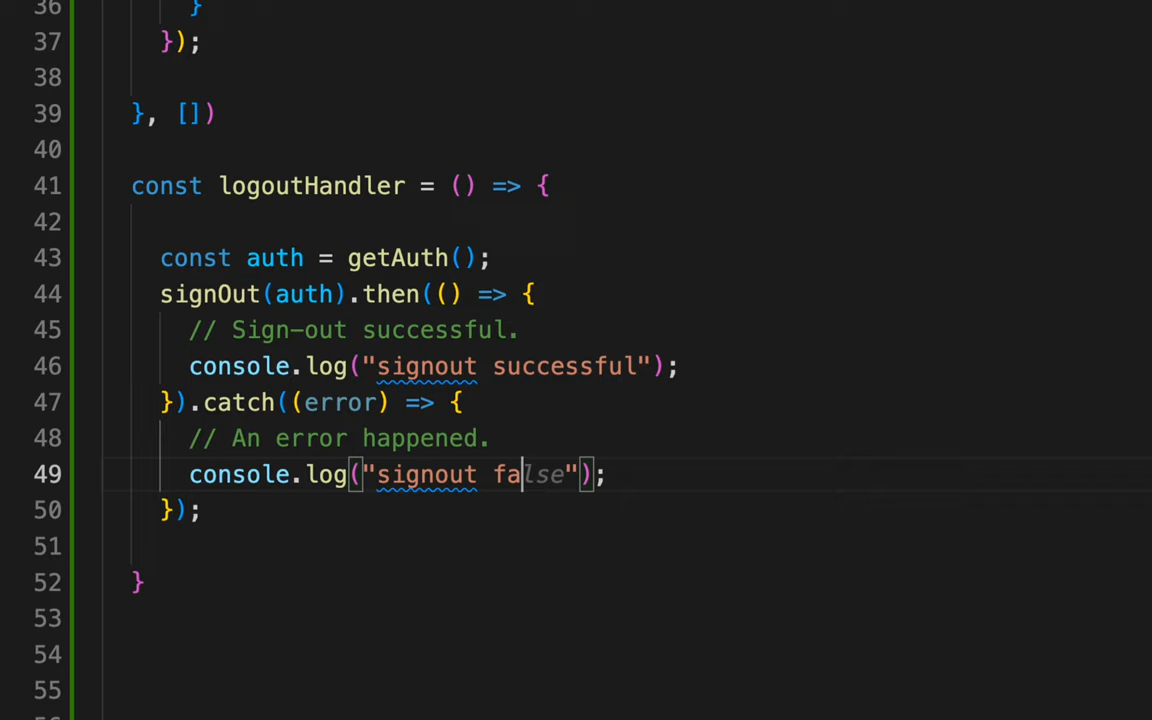 36 }
37 });
38
39 }, [])
40
41 const logoutHandler = () => {
42
43 const auth = getAuth();
44 signOut(auth).then(() => {
45 // Sign-out successful.
46 console.log("signout successful");
47 }).catch((error) => {
48 // An error happened.
49 console.log("signout false");
50 });
51
52 }
53
54
55
56